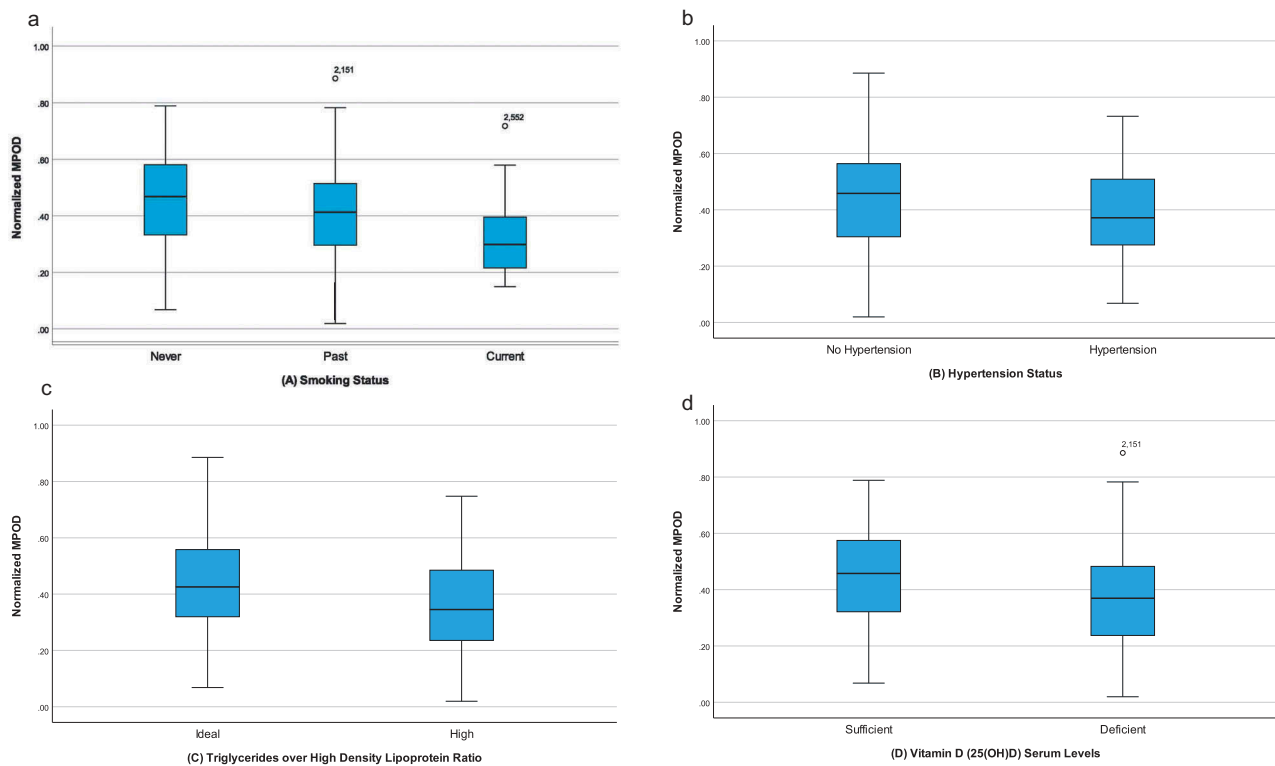 a
1.00
.80
.60
.40
.20
.00
Normalized MPOD
2,151
2,552
Never Past Current
(A) Smoking Status
b
1.00
.80
.60
.40
.20
.00
Normalized MPOD
No Hypertension Hypertension
(B) Hypertension Status
c
1.00
.80
.60
.40
.20
.00
Normalized MPOD
Ideal High
(C) Triglycerides over High Density Lipoprotein Ratio
d
1.00
.80
.60
.40
.20
.00
Normalized MPOD
2,151
Sufficient Deficient
(D) Vitamin D (25(OH)D) Serum Levels